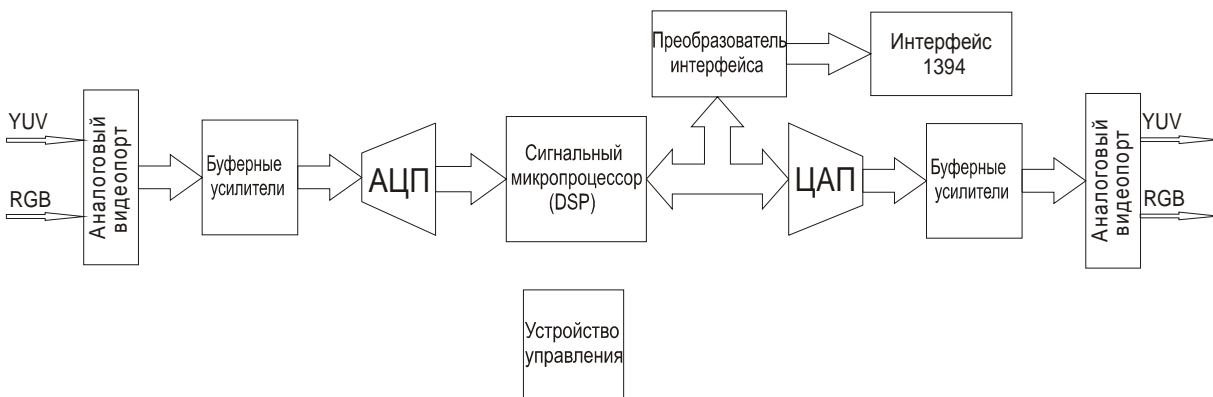 YUV
RGB
Аналоговый
видеопорт
Буферные
усилители
АЦП
Сигнальный
микропроцессор
(DSP)
Преобразователь
интерфейса
Интерфейс
1394
ЦАП
Буферные
усилители
Аналоговый
видеопорт
YUV
RGB
Устройство
управления